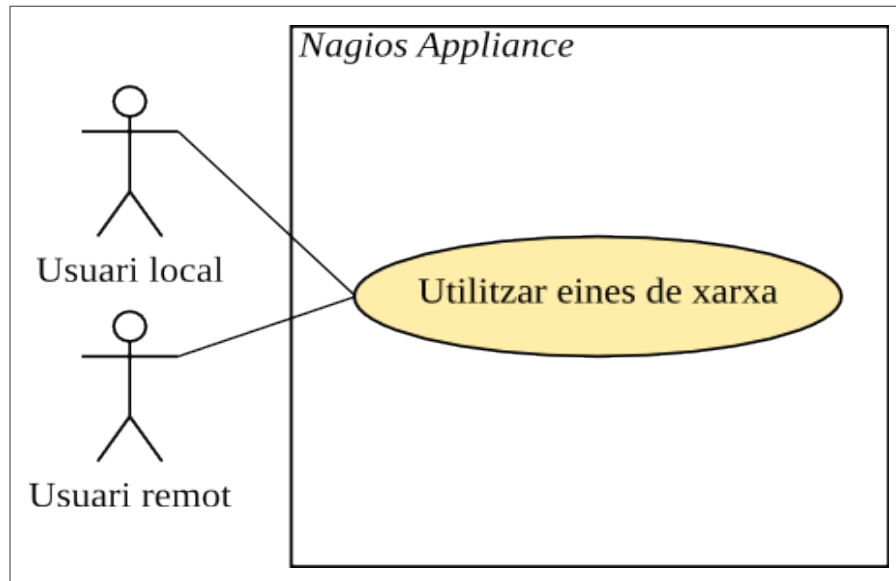 Nagios Appliance
Usuari local
Utilitzar eines de xarxa
Usuari remot